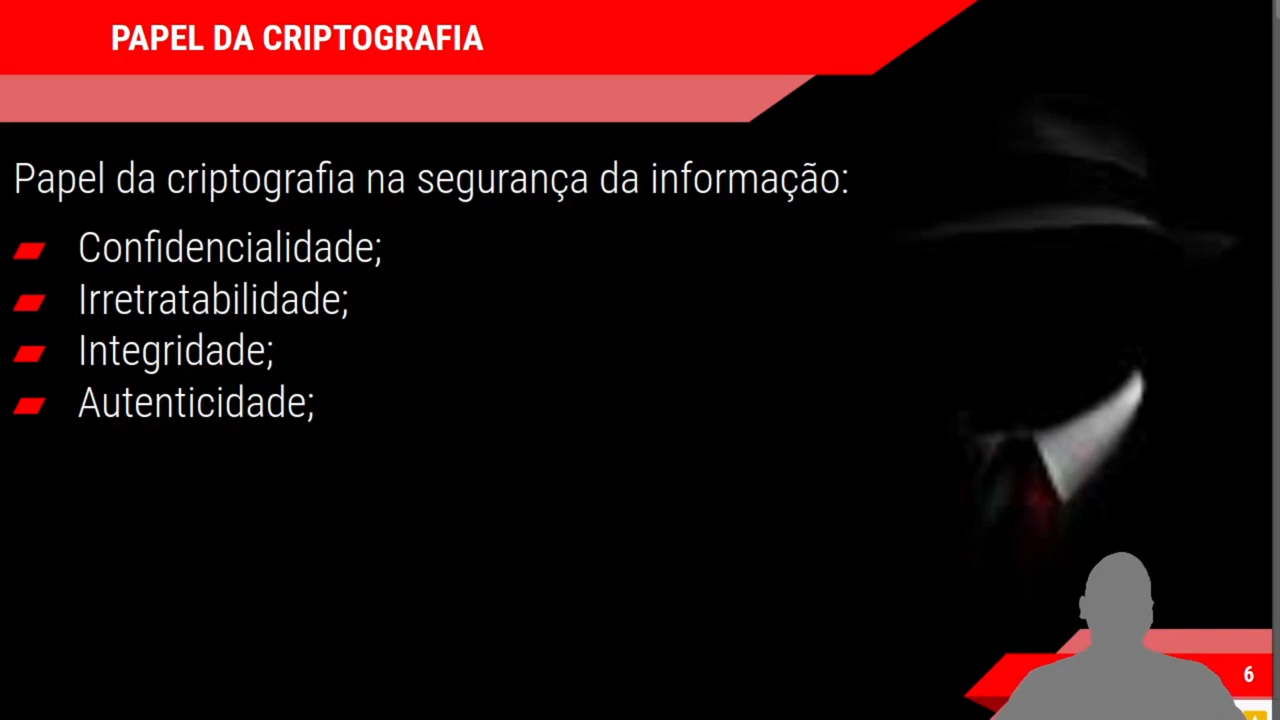 PAPEL DA CRIPTOGRAFIA
Papel da criptografia na segurança da informação:
Confidencialidade;
Irretratabilidade;
Integridade;
Autenticidade;
6